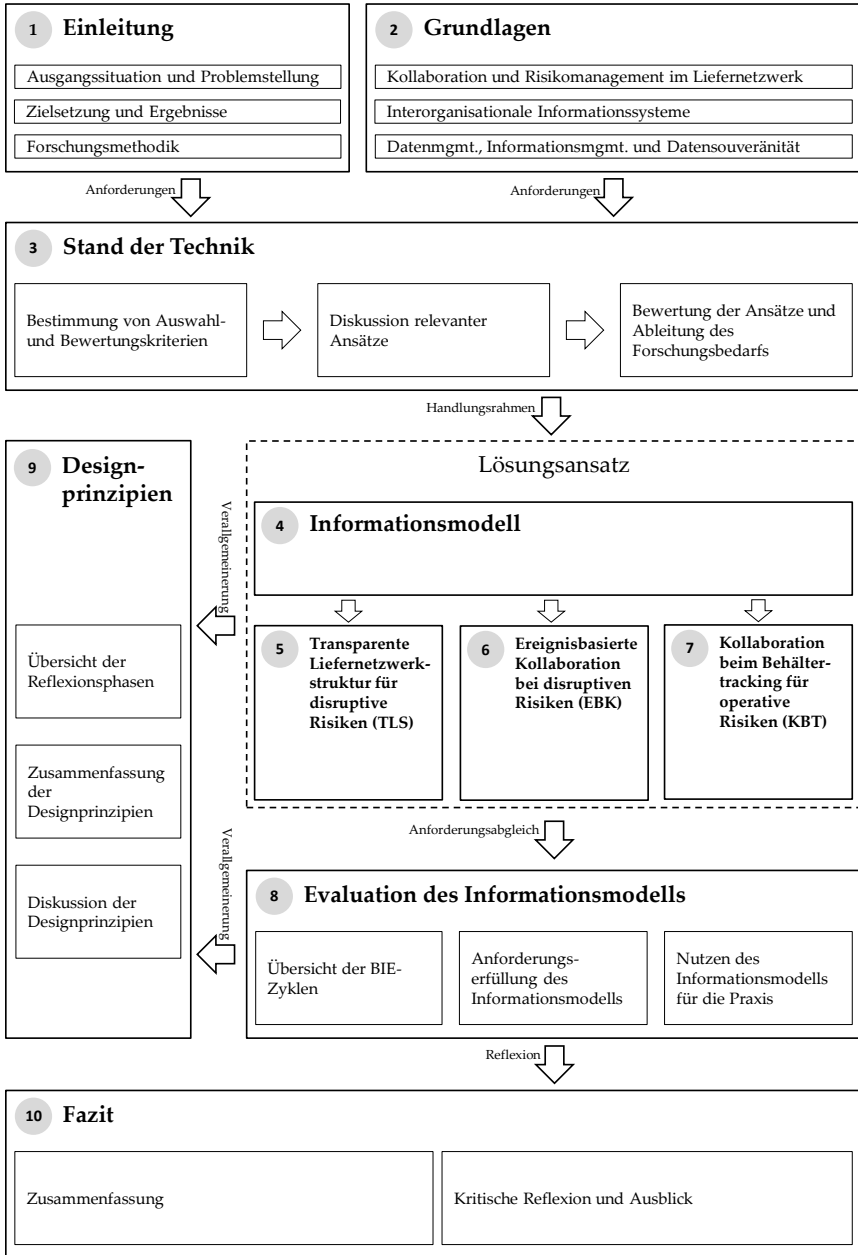 1 Einleitung
Ausgangssituation und Problemstellung
Zielsetzung und Ergebnisse
Forschungsmethodik
2 Grundlagen
Kollaboration und Risikomanagement im Liefernetzwerk
Interorganisationale Informationssysteme
Datenmgmt., Informationsmgmt. und Datensouveränität
Anforderungen
Anforderungen
3 Stand der Technik
Bestimmung von Auswahl-
und Bewertungskriterien
Diskussion relevanter
Ansätze
Bewertung der Ansätze und
Ableitung des
Forschungsbedarfs
Handlungsrahmen
9 Design-
prinzipien
Übersicht der
Reflexionsphasen
Zusammenfassung
der
Designprinzipien
Diskussion der
Designprinzipien
Verallgemeinerung
Verallgemeinerung
Lösungsansatz
4 Informationsmodell
5 Transparente
Liefernetzwerk-
struktur für
disruptive
Risiken (TLS)
6 Ereignisbasierte
Kollaboration
bei disruptiven
Risiken (EBK)
7 Kollaboration
beim Behälter-
tracking für
operative
Risiken (KBT)
Anforderungsabgleich
8 Evaluation des Informationsmodells
Übersicht der BIE-
Zyklen
Anforderungs-
erfüllung des
Informationsmodells
Nutzen des
Informationsmodells
für die Praxis
Reflexion
10 Fazit
Zusammenfassung
Kritische Reflexion und Ausblick